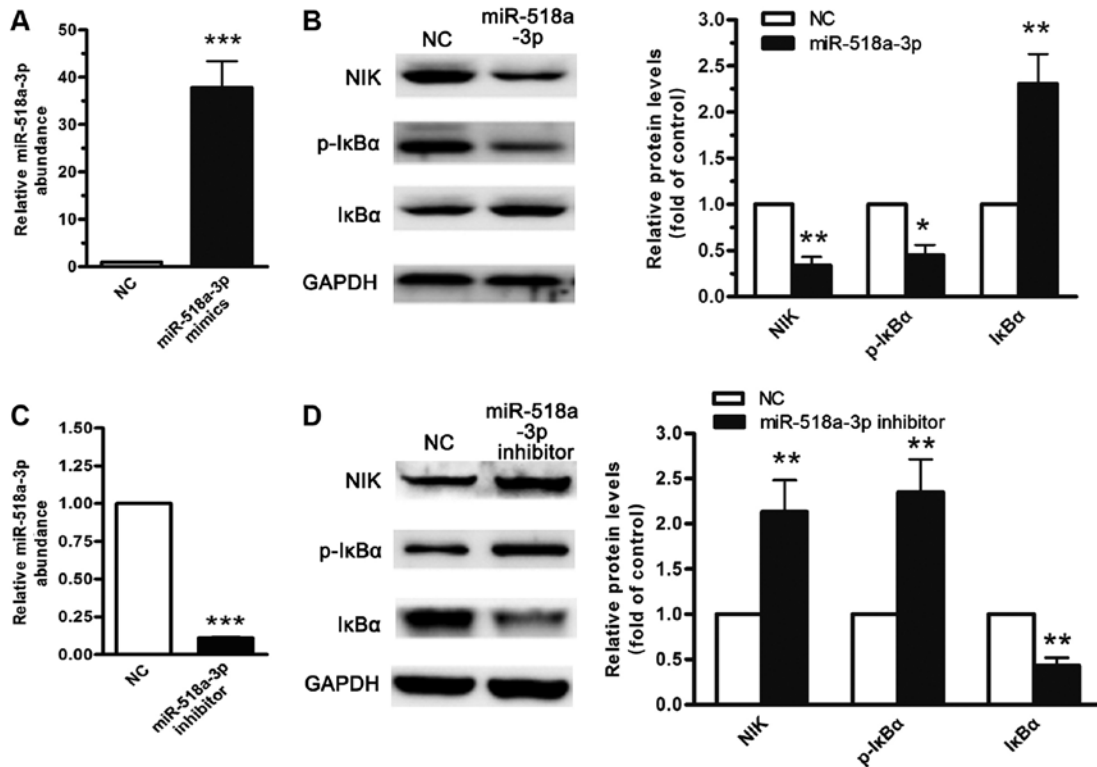 A
Relative miR-518a-3p
abundance
50
40
30
20
10
0
***
NC
miR-518a-3p
mimics
B
NC
miR-518a
-3p
NIK
p-IκBα
IκBα
GAPDH
NC
miR-518a-3p
Relative protein levels
(fold of control)
3.0
2.5
2.0
1.5
1.0
0.5
0.0
**
*
**
NIK
p-IκBα
IκBα
C
Relative miR-518a-3p
abundance
1.50
1.25
1.00
0.75
0.50
0.25
0.00
***
NC
miR-518a-3p
inhibitor
D
NC
miR-518a
-3p
inhibitor
NIK
p-IκBα
IκBα
GAPDH
NC
miR-518a-3p inhibitor
Relative protein levels
(fold of control)
3.0
2.5
2.0
1.5
1.0
0.5
0.0
**
**
**
NIK
p-IκBα
IκBα